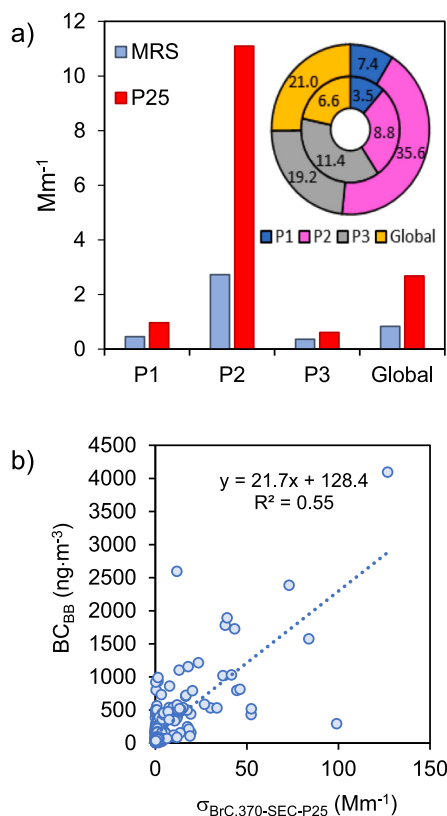 a)
MRS
P25
12
10
8
6
4
2
0
Mm⁻¹
7.4
3.5
21.0
6.6
8.8
35.6
11.4
19.2
P1 P2 P3 Global
P1 P2 P3 Global
b)
4500
4000
3500
3000
2500
2000
1500
1000
500
0
BC_BB (ng·m⁻³)
y = 21.7x + 128.4
R² = 0.55
0 50 100 150
σ_BrC,370-SEC-P25 (Mm⁻¹)